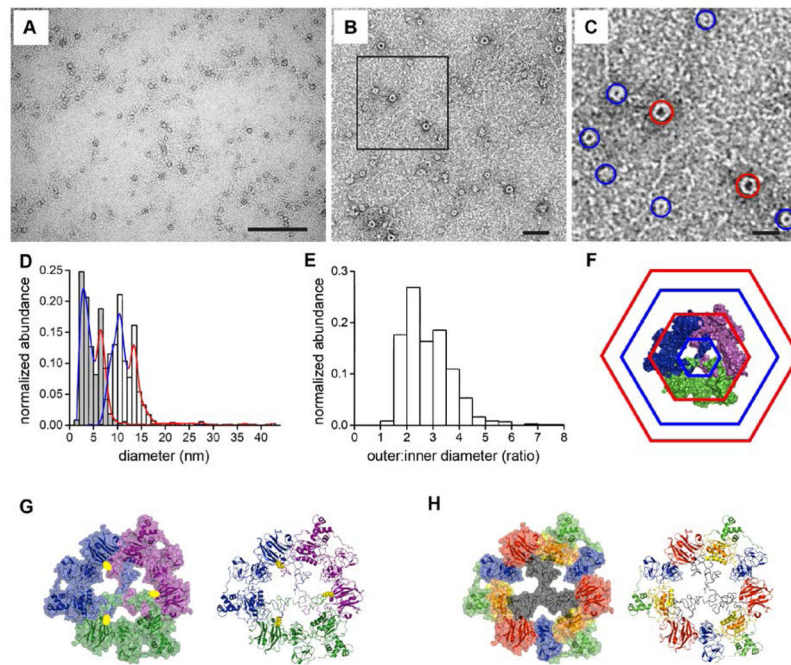 A
B
C
D
normalized abundance
0.25
0.20
0.15
0.10
0.05
0.00
0 5 10 15 20 25 30 35 40
diameter (nm)
E
normalized abundance
0.3
0.2
0.1
0.0
0 1 2 3 4 5 6 7 8
outer:inner diameter (ratio)
F
G
H